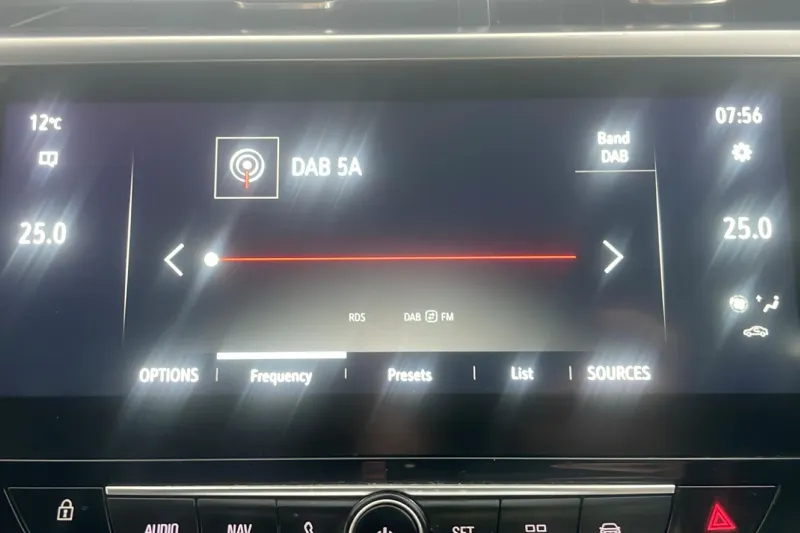 12°C
07:56
DAB 5A
Band
DAB
25.0
25.0
RDS
DAB FM
OPTIONS
Frequency
Presets
List
SOURCES
AUDIO
NAV
SET